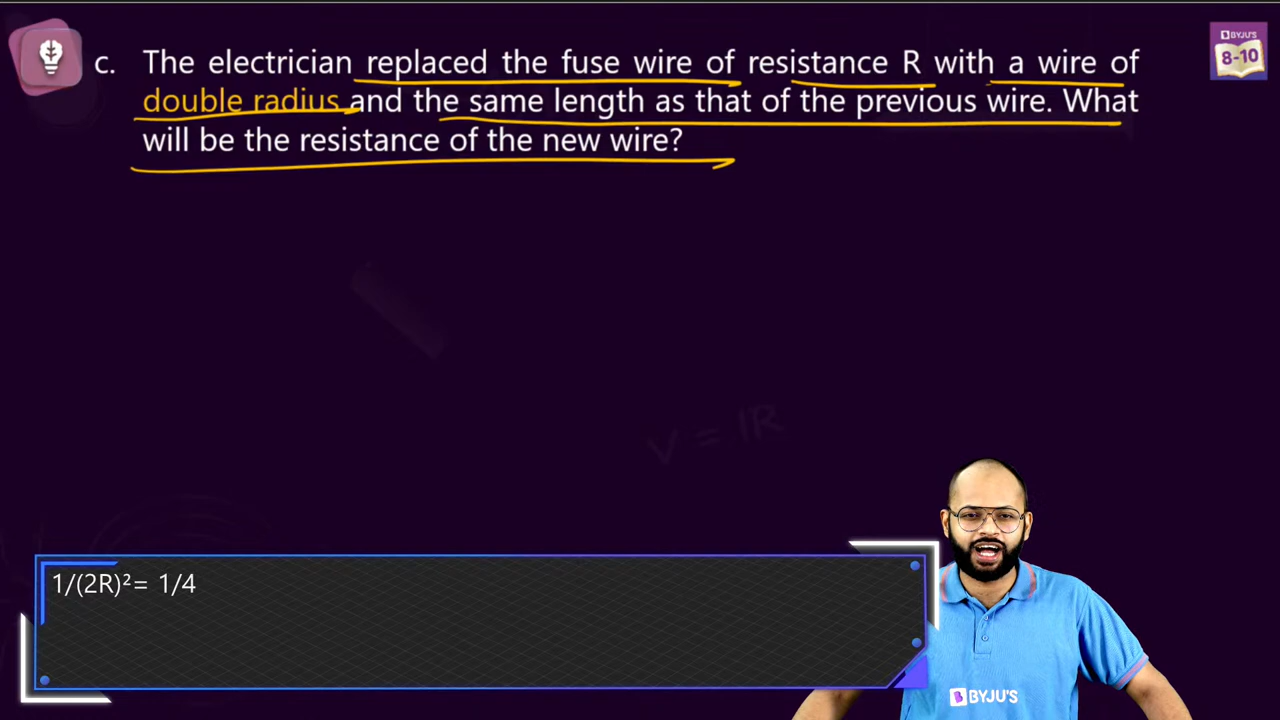 BYJU'S
8-10
c. The electrician replaced the fuse wire of resistance R with a wire of
double radius and the same length as that of the previous wire. What
will be the resistance of the new wire?
V = IR
1/(2R)²= 1/4
BYJU'S